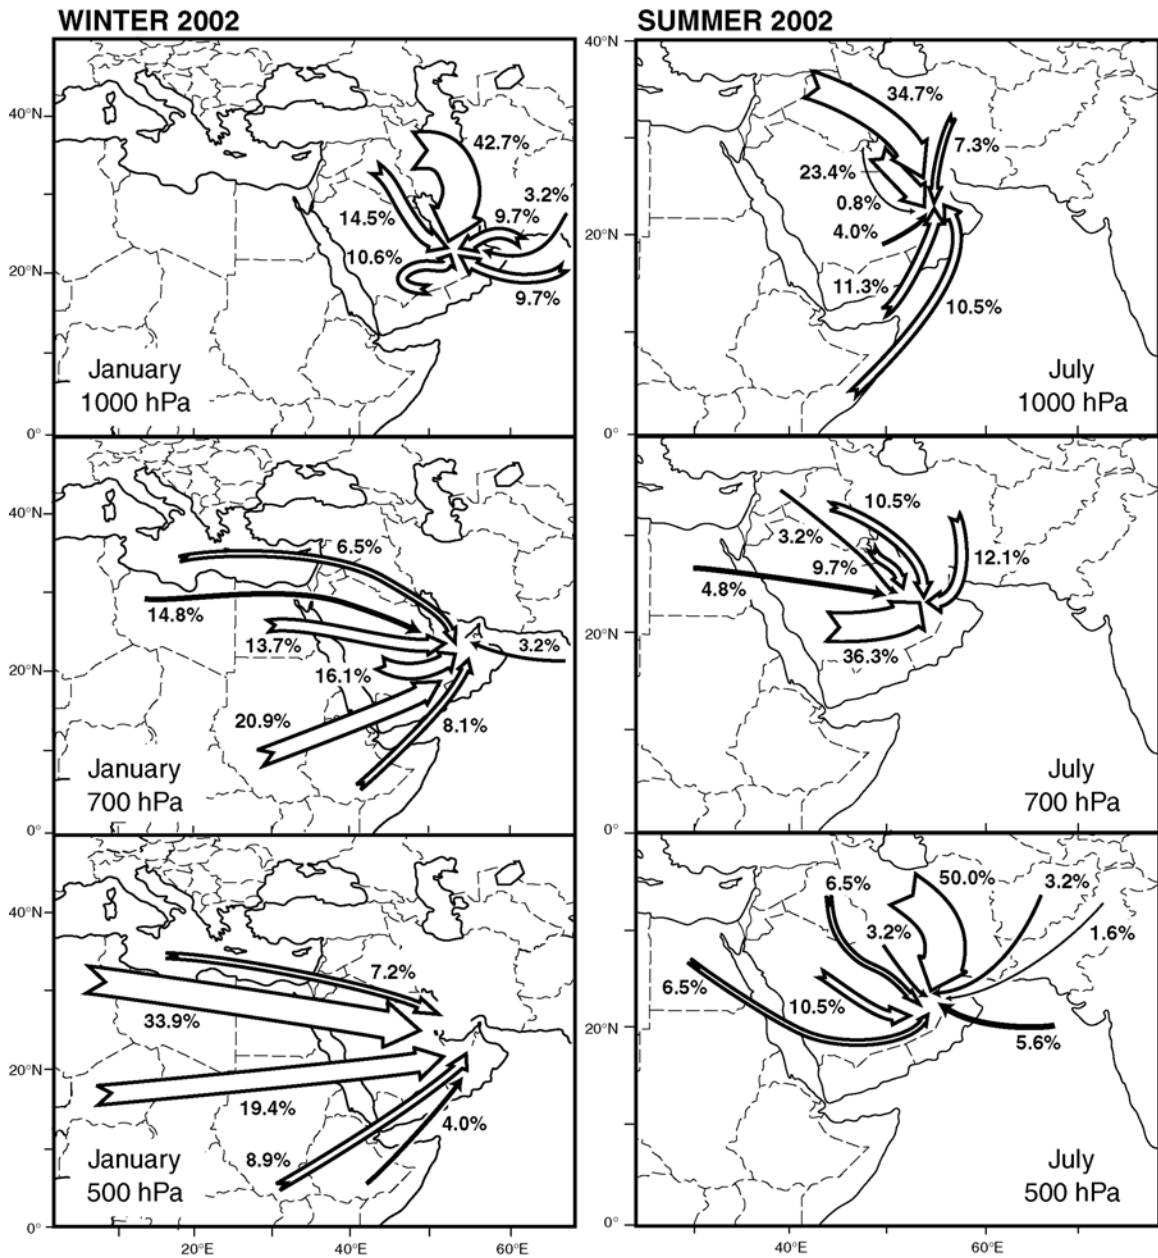 WINTER 2002
SUMMER 2002
40°N
20°N
0°
42.7%
14.5%
3.2%
9.7%
10.6%
9.7%
January
1000 hPa
40°N
20°N
0°
34.7%
7.3%
23.4%
0.8%
4.0%
11.3%
10.5%
July
1000 hPa
40°N
20°N
0°
6.5%
14.8%
13.7%
16.1%
3.2%
20.9%
8.1%
January
700 hPa
20°N
0°
10.5%
3.2%
9.7%
12.1%
4.8%
36.3%
July
700 hPa
40°N
20°N
0°
7.2%
33.9%
19.4%
4.0%
8.9%
January
500 hPa
20°E
40°E
60°E
20°N
0°
6.5%
50.0%
3.2%
3.2%
1.6%
6.5%
10.5%
5.6%
July
500 hPa
40°E
60°E